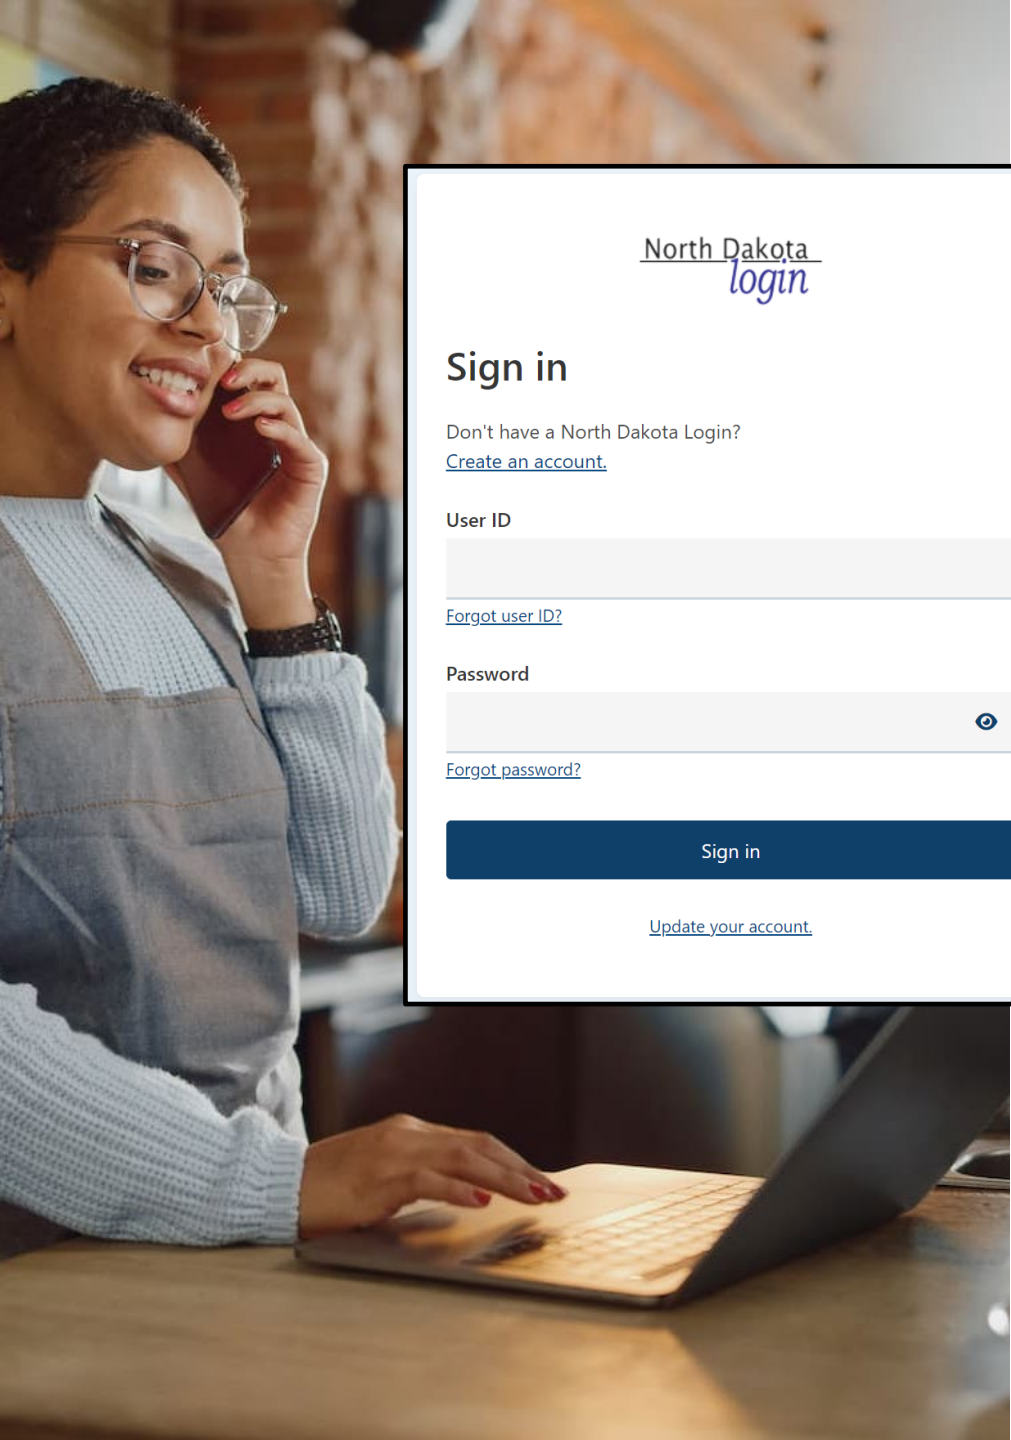 North Dakota
login
Sign in
Don't have a North Dakota Login?
Create an account.
User ID
Forgot user ID?
Password
Forgot password?
Sign in
Update your account.